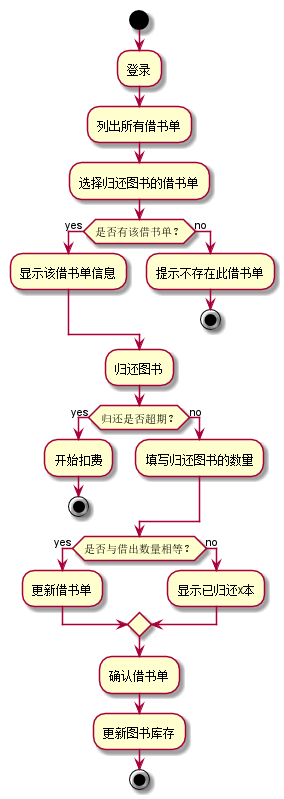 登录
列出所有借书单
选择归还图书的借书单
yes
是否有该借书单？
no
显示该借书单信息
提示不存在此借书单
归还图书
yes
归还是否超期？
no
开始扣费
填写归还图书的数量
yes
是否与借出数量相等？
no
更新借书单
显示已归还x本
确认借书单
更新图书库存